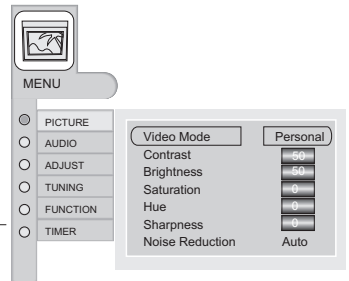 MENU
PICTURE
AUDIO
ADJUST
TUNING
FUNCTION
TIMER
Video Mode Personal
Contrast 50
Brightness 50
Saturation 0
Hue 0
Sharpness 0
Noise Reduction Auto